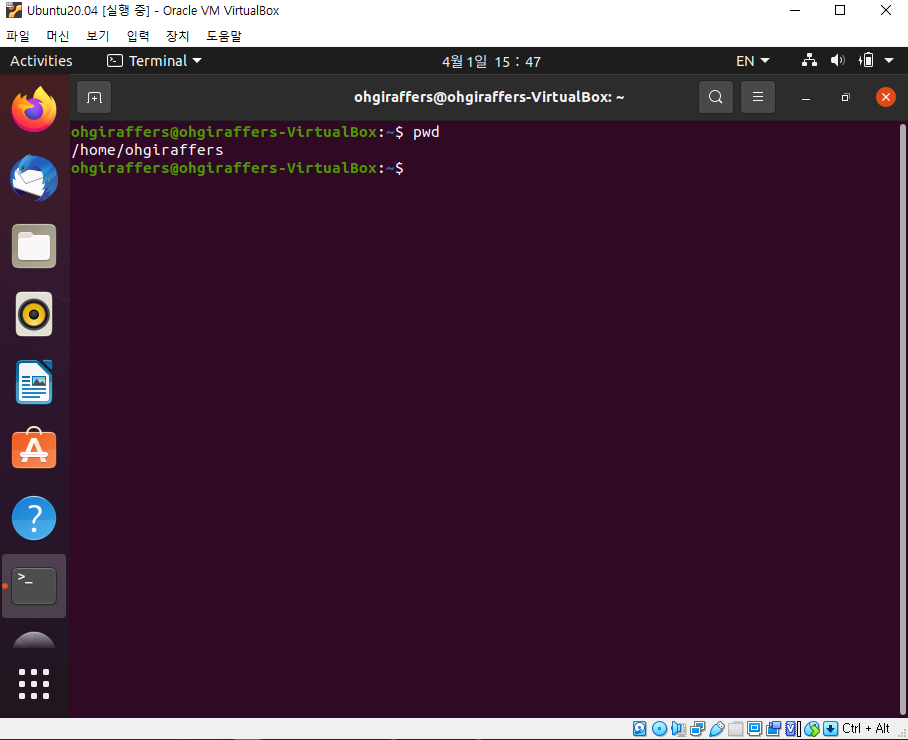 Ubuntu20.04 [실행 중] - Oracle VM VirtualBox
파일 머신 보기 입력 장치 도움말
Activities Terminal 4월 1일 15 : 47 EN
ohgiraffers@ohgiraffers-VirtualBox: ~
ohgiraffers@ohgiraffers-VirtualBox:~$ pwd
/home/ohgiraffers
ohgiraffers@ohgiraffers-VirtualBox:~$
Ctrl + Alt